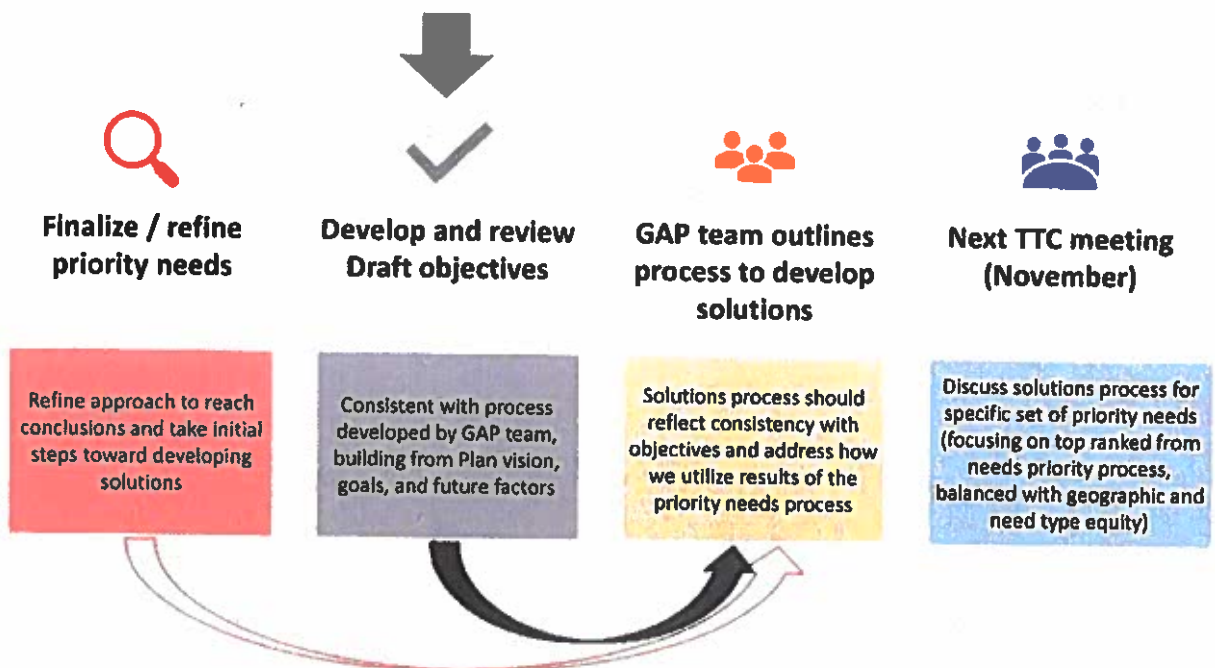 Finalize / refine
priority needs
Refine approach to reach
conclusions and take initial
steps toward developing
solutions
Develop and review
Draft objectives
Consistent with process
developed by GAP team,
building from Plan vision,
goals, and future factors
GAP team outlines
process to develop
solutions
Solutions process should
reflect consistency with
objectives and address how
we utilize results of the
priority needs process
Next TTC meeting
(November)
Discuss solutions process for
specific set of priority needs
(focusing on top ranked from
needs priority process,
balanced with geographic and
need type equity)